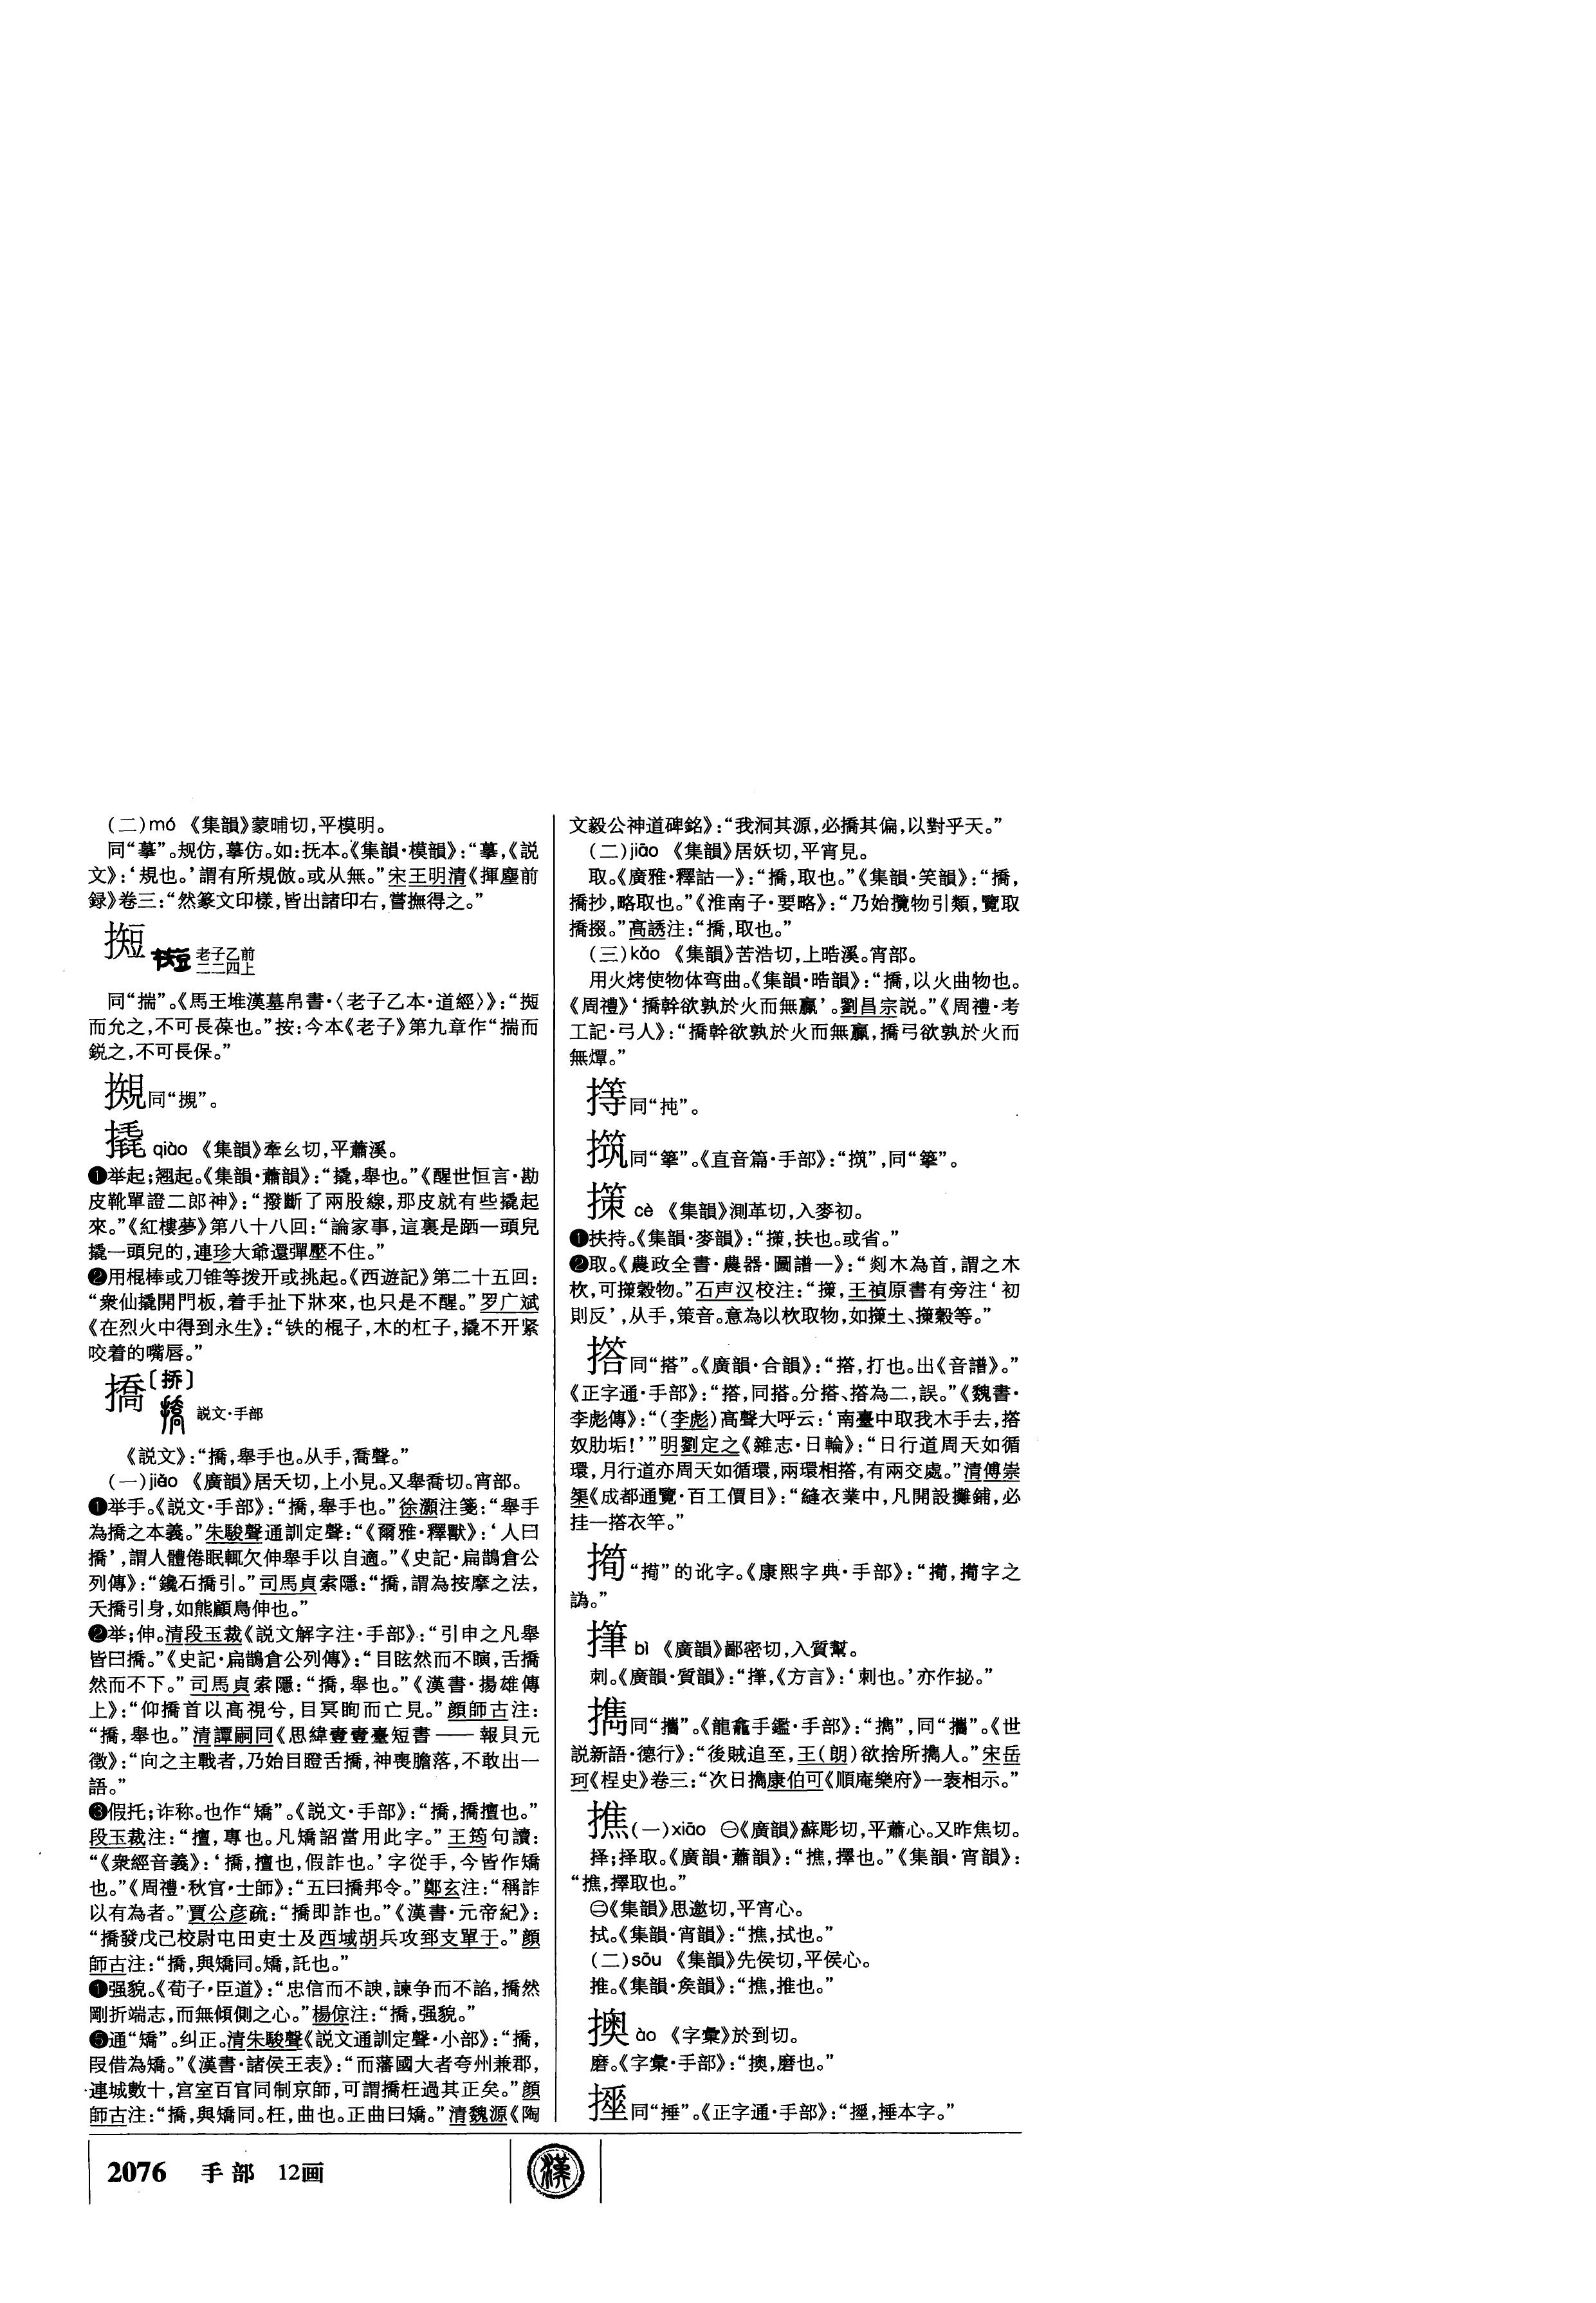 （二）mó　《集韻》蒙晡切，平模明。
同“摹”。规仿，摹仿。如：抚本。《集韻·模韻》：“摹，《説
文》：‘規也。’謂有所規倣。或从無。”宋王明清《揮麈前
録》卷三：“然篆文印樣，皆出諸印右，嘗撫得之。”
㨖 老子乙前
二二四上
同“揣”。《馬王堆漢墓帛書·〈老子乙本·道經〉》：“
而允之，不可長葆也。”按：今本《老子》第九章作“揣而
鋭之，不可長保。”
同“摫”。
撬 qiào　《集韻》牽幺切，平蕭溪。
❶举起；翘起。《集韻·蕭韻》：“撬，舉也。”《醒世恒言·勘
皮靴單證二郎神》：“撥斷了兩股線，那皮就有些撬起
來。”《紅樓夢》第八十八回：“論家事，這裏是跴一頭兒
撬一頭兒的，連珍大爺還彈壓不住。”
❷用棍棒或刀锥等拨开或挑起。《西遊記》第二十五回：
“衆仙撬開門板，着手扯下牀來，也只是不醒。”罗广斌
《在烈火中得到永生》：“铁的棍子，木的杠子，撬不开紧
咬着的嘴唇。”
撟〔挢〕
説文·手部
《説文》：“撟，舉手也。从手，喬聲。”
（一）jiǎo　《廣韻》居夭切，上小見。又舉喬切。宵部。
❶举手。《説文·手部》：“撟，舉手也。”徐灝注箋：“舉手
為撟之本義。”朱駿聲通訓定聲：“《爾雅·釋獸》：‘人曰
撟’，謂人體倦眠輒欠伸舉手以自適。”《史記·扁鵲倉公
列傳》：“鑱石撟引。”司馬貞索隱：“撟，謂為按摩之法，
夭撟引身，如熊顧鳥伸也。”
❷举；伸。清段玉裁《説文解字注·手部》：“引申之凡舉
皆曰撟。”《史記·扁鵲倉公列傳》：“目眩然而不瞚，舌撟
然而不下。”司馬貞索隱：“撟，舉也。”《漢書·揚雄傳
上》：“仰撟首以高視兮，目冥眴而亡見。”顔師古注：
“撟，舉也。”清譚嗣同《思緯壹壹臺短書——報貝元
徵》：“向之主戰者，乃始目瞪舌撟，神喪膽落，不敢出一
語。”
❸假托；诈称。也作“矯”。《説文·手部》：“撟，撟擅也。”
段玉裁注：“擅，專也。凡矯詔當用此字。”王筠句讀：
“《衆經音義》：‘撟，擅也，假詐也。’字從手，今皆作矯
也。”《周禮·秋官·士師》：“五曰撟邦令。”鄭玄注：“稱詐
以有為者。”賈公彦疏：“撟即詐也。”《漢書·元帝紀》：
“撟發戊己校尉屯田吏士及西域胡兵攻郅支單于。”顔
師古注：“撟，與矯同。矯，託也。”
❹强貌。《荀子·臣道》：“忠信而不諛，諫争而不諂，撟然
剛折端志，而無傾側之心。”楊倞注：“撟，强貌。”
❺通“矯”。纠正。清朱駿聲《説文通訓定聲·小部》：“撟，
叚借為矯。”《漢書·諸侯王表》：“而藩國大者夸州兼郡，
連城數十，宫室百官同制京師，可謂撟枉過其正矣。”顔
師古注：“撟，與矯同。枉，曲也。正曲曰矯。”清魏源《陶
文毅公神道碑銘》：“我洞其源，必撟其偏，以對乎天。”
（二）jiāo　《集韻》居妖切，平宵見。
取。《廣雅·釋詁一》：“撟，取也。”《集韻·笑韻》：“撟，
撟抄，略取也。”《淮南子·要略》：“乃始攬物引類，覽取
撟掇。”高誘注：“撟，取也。”
（三）kǎo　《集韻》苦浩切，上晧溪。宵部。
用火烤使物体弯曲。《集韻·晧韻》：“撟，以火曲物也。
《周禮》‘撟幹欲孰於火而無贏’。劉昌宗説。”《周禮·考
工記·弓人》：“撟幹欲孰於火而無贏，撟弓欲孰於火而
無燂。”
同“扽”。
同“㧬”。《直音篇·手部》：“”，同“”。
㩍 cè　《集韻》測革切，入麥初。
❶扶持。《集韻·麥韻》：“㩍，扶也。或省。”
❷取。《農政全書·農器·圖譜一》：“剡木為首，謂之木
杴，可㩍穀物。”石声汉校注：“㩍，王禎原書有旁注‘初
則反’，从手，策音。意為以杴取物，如㩍土、㩍穀等。”
撘 同“搭”。《廣韻·合韻》：“撘，打也。出《音譜》。”
《正字通·手部》：“撘，同搭。分撘、搭為二，誤。”《魏書·
李彪傳》：“（李彪）高聲大呼云：‘南臺中取我木手去，撘
奴肋垢！’”明劉定之《雜志·日輪》：“日行道周天如循
環，月行道亦周天如循環，兩環相撘，有兩交處。”清傅崇
榘《成都通覽·百工價目》：“縫衣業中，凡開設攤鋪，必
挂一撘衣竿。”
“”的讹字。《康熙字典·手部》：“，字之
譌。”
bì　《廣韻》鄙密切，入質幫。
刺。《廣韻·質韻》：“，《方言》：‘刺也。’亦作㧙。”
㩗 同“攜”。《龍龕手鑑·手部》：“㩗”，同“攜”。《世
説新語·德行》：“後賊追至，王（朗）欲捨所㩗人。”宋岳
珂《桯史》卷三：“次日㩗康伯可《順庵樂府》一袠相示。”
撨（一）xiāo　㊀《廣韻》蘇彫切，平蕭心。又昨焦切。
择；择取。《廣韻·蕭韻》：“撨，擇也。”《集韻·宵韻》：
“撨，擇取也。”
㊁《集韻》思邀切，平宵心。
拭。《集韻·宵韻》：“撨，拭也。”
（二）sōu　《集韻》先侯切，平侯心。
推。《集韻·矦韻》：“撨，推也。”
擙 ào　《字彙》於到切。
磨。《字彙·手部》：“擙，磨也。”
同“捶”。《正字通·手部》：“，捶本字。”
2076　手部　12画
漢